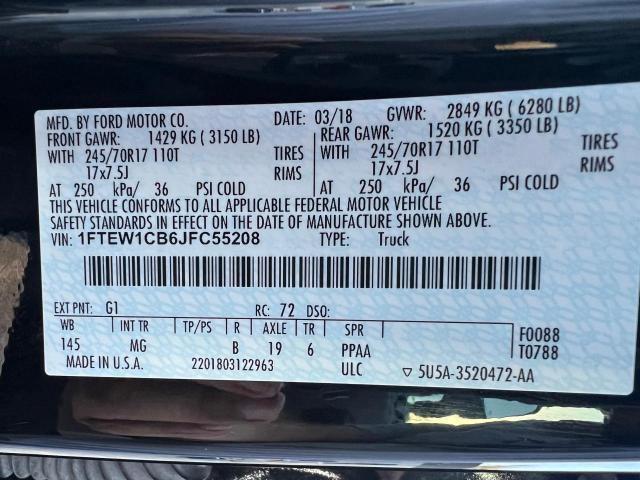 MFD. BY FORD MOTOR CO. DATE: 03/18 GVWR: 2849 KG ( 6280 LB)
FRONT GAWR: 1429 KG ( 3150 LB) REAR GAWR: 1520 KG ( 3350 LB)
WITH 245/70R17 110T TIRES WITH 245/70R17 110T TIRES
17x7.5J RIMS 17x7.5J RIMS
AT 250 kPa/ 36 PSI COLD AT 250 kPa/ 36 PSI COLD
THIS VEHICLE CONFORMS TO ALL APPLICABLE FEDERAL MOTOR VEHICLE
SAFETY STANDARDS IN EFFECT ON THE DATE OF MANUFACTURE SHOWN ABOVE.
VIN: 1FTEW1CB6JFC55208 TYPE: Truck
EXT PNT: G1 RC: 72 DSO:
WB INT TR TP/PS R AXLE TR SPR F0088
145 MG B 19 6 PPAA T0788
MADE IN U.S.A. 2201803122963 ULC ▽ 5U5A-3520472-AA